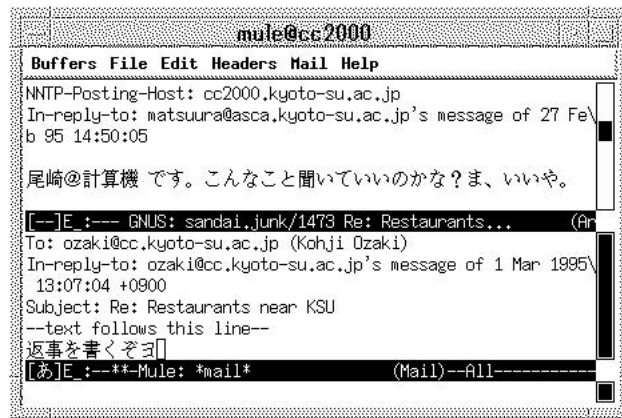 mule@cc2000
Buffers File Edit Headers Mail Help
NNTP-Posting-Host: cc2000.kyoto-su.ac.jp
In-reply-to: matsuura@asca.kyoto-su.ac.jp's message of 27 Fe\
b 95 14:50:05
尾崎@計算機 です。こんなこと聞いていいのかな？ま、いいや。
[--]E_:--- GNUS: sandai.junk/1473 Re: Restaurants... (Ar
To: ozaki@cc.kyoto-su.ac.jp (Kohji Ozaki)
In-reply-to: ozaki@cc.kyoto-su.ac.jp's message of 1 Mar 1995\
13:07:04 +0900
Subject: Re: Restaurants near KSU
--text follows this line--
返事を書くぞヨ
[あ]E_:--**-Mule: *mail* (Mail)--All-----------